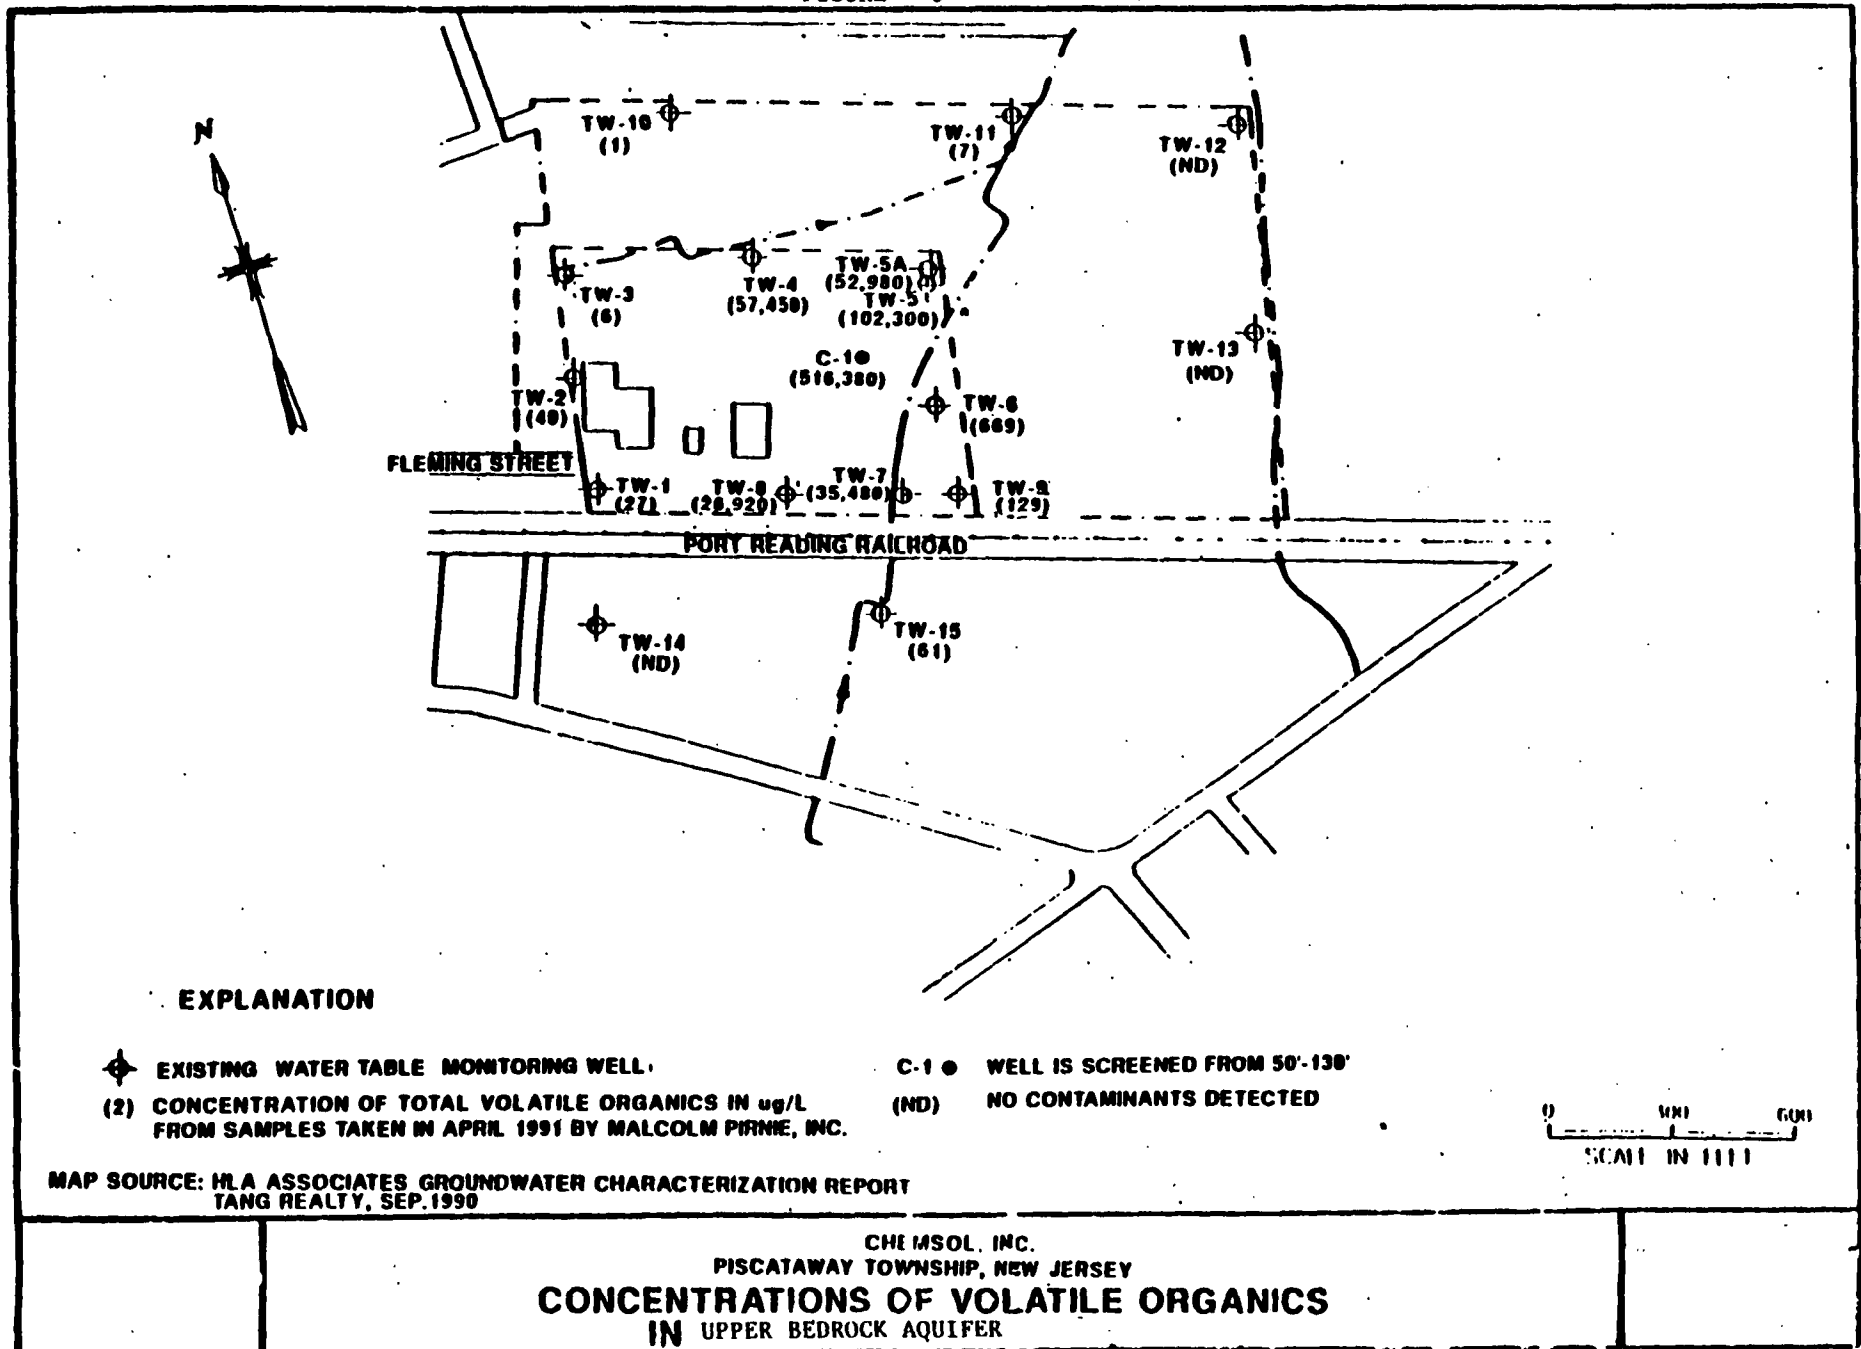 N
TW-10
(1)
TW-11
(7)
TW-12
(ND)
TW-3
(6)
TW-4
(57,450)
TW-5A
(52,980)
TW-5
(102,300)
C-1
(516,380)
TW-13
(ND)
TW-2
(40)
TW-6
(669)
FLEMING STREET
TW-1
(27)
TW-8
(26,920)
TW-7
(35,480)
TW-9
(129)
PORT READING RAILROAD
TW-14
(ND)
TW-15
(61)
EXPLANATION
EXISTING WATER TABLE MONITORING WELL
(2) CONCENTRATION OF TOTAL VOLATILE ORGANICS IN ug/L
FROM SAMPLES TAKEN IN APRIL 1991 BY MALCOLM PIRNIE, INC.
C-1 WELL IS SCREENED FROM 50'-130'
(ND) NO CONTAMINANTS DETECTED
0 600
SCALE IN
MAP SOURCE: HLA ASSOCIATES GROUNDWATER CHARACTERIZATION REPORT
TANG REALTY, SEP.1990
CHEMSOL, INC.
PISCATAWAY TOWNSHIP, NEW JERSEY
CONCENTRATIONS OF VOLATILE ORGANICS
IN UPPER BEDROCK AQUIFER